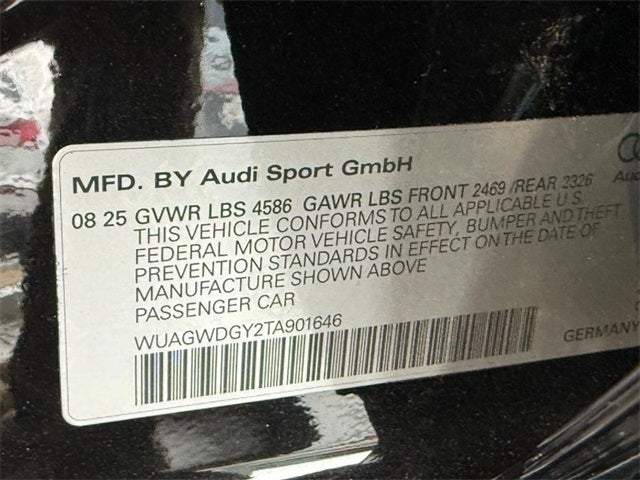 MFD. BY Audi Sport GmbH
08 25 GVWR LBS 4586 GAWR LBS FRONT 2469 /REAR 2326
THIS VEHICLE CONFORMS TO ALL APPLICABLE U.S.
FEDERAL MOTOR VEHICLE SAFETY, BUMPER AND THEFT
PREVENTION STANDARDS IN EFFECT ON THE DATE OF
MANUFACTURE SHOWN ABOVE
PASSENGER CAR
WUAGWDGY2TA901646
GERMANY